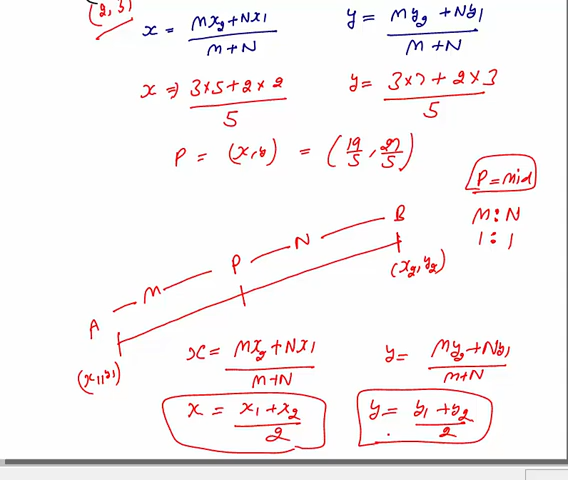 (2, 3)
x = Mx2 + Nx1 / M+N
y = My2 + Ny1 / M+N
x => 3×5+2×2 / 5
y = 3×7+2×3 / 5
P = (x,y) = (19/5, 27/5)
P = mid
M : N
1 : 1
B
N
P
M
A
(x2, y2)
(x1, y1)
x = Mx2 + Nx1 / M+N
y = My2 + Ny1 / M+N
x = x1 + x2 / 2
y = y1 + y2 / 2